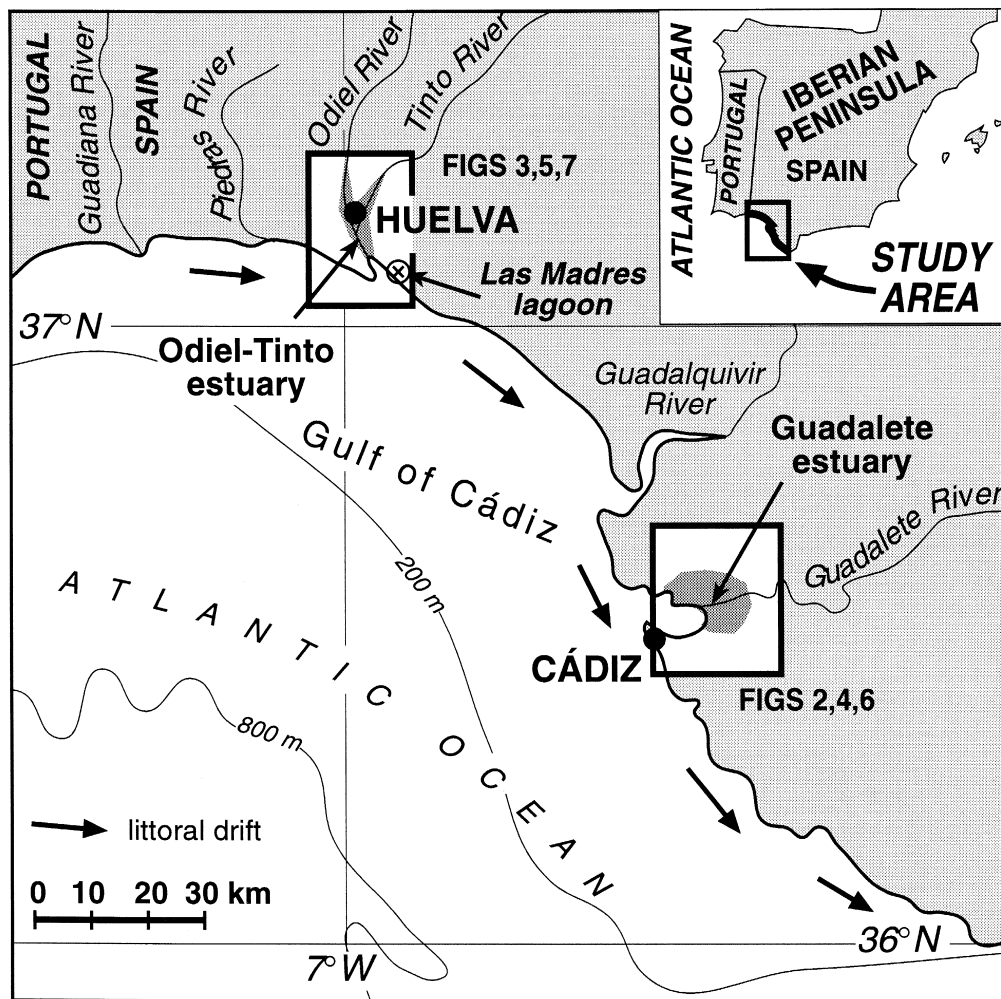 PORTUGAL
Guadiana River
SPAIN
Piedras River
Odiel River
Tinto River
FIGS 3,5,7
HUELVA
Las Madres
lagoon
37°N
Odiel-Tinto
estuary
ATLANTIC OCEAN
PORTUGAL
IBERIAN
PENINSULA
SPAIN
STUDY
AREA
Guadalquivir
River
Guadalete
estuary
Guadalete River
Gulf of Cádiz
200 m
ATLANTIC OCEAN
CÁDIZ
FIGS 2,4,6
800 m
littoral drift
0 10 20 30 km
7°W
36°N